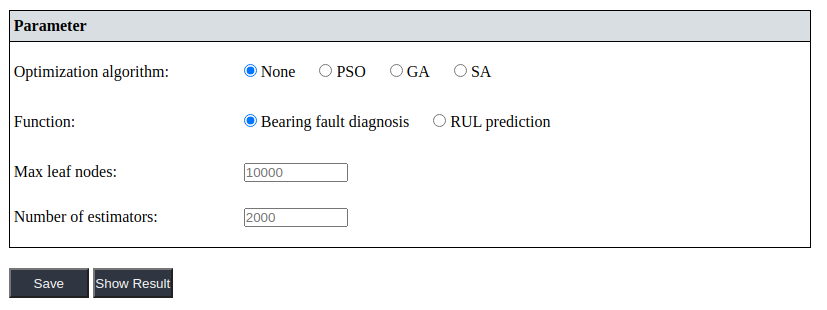 Parameter
Optimization algorithm: None PSO GA SA
Function: Bearing fault diagnosis RUL prediction
Max leaf nodes: 10000
Number of estimators: 2000
Save Show Result